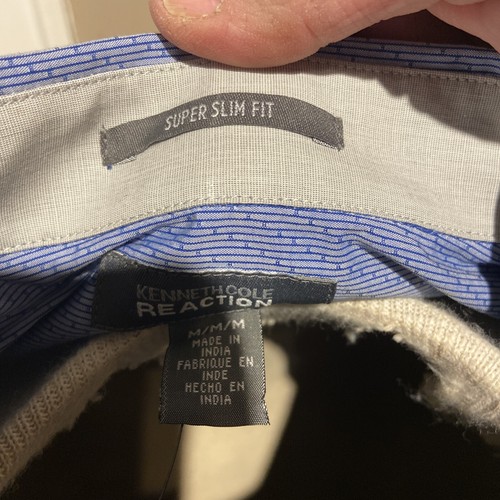 SUPER SLIM FIT
KENNETH COLE
REACTION
M/M/M
MADE IN
INDIA
FABRIQUE EN
INDE
HECHO EN
INDIA